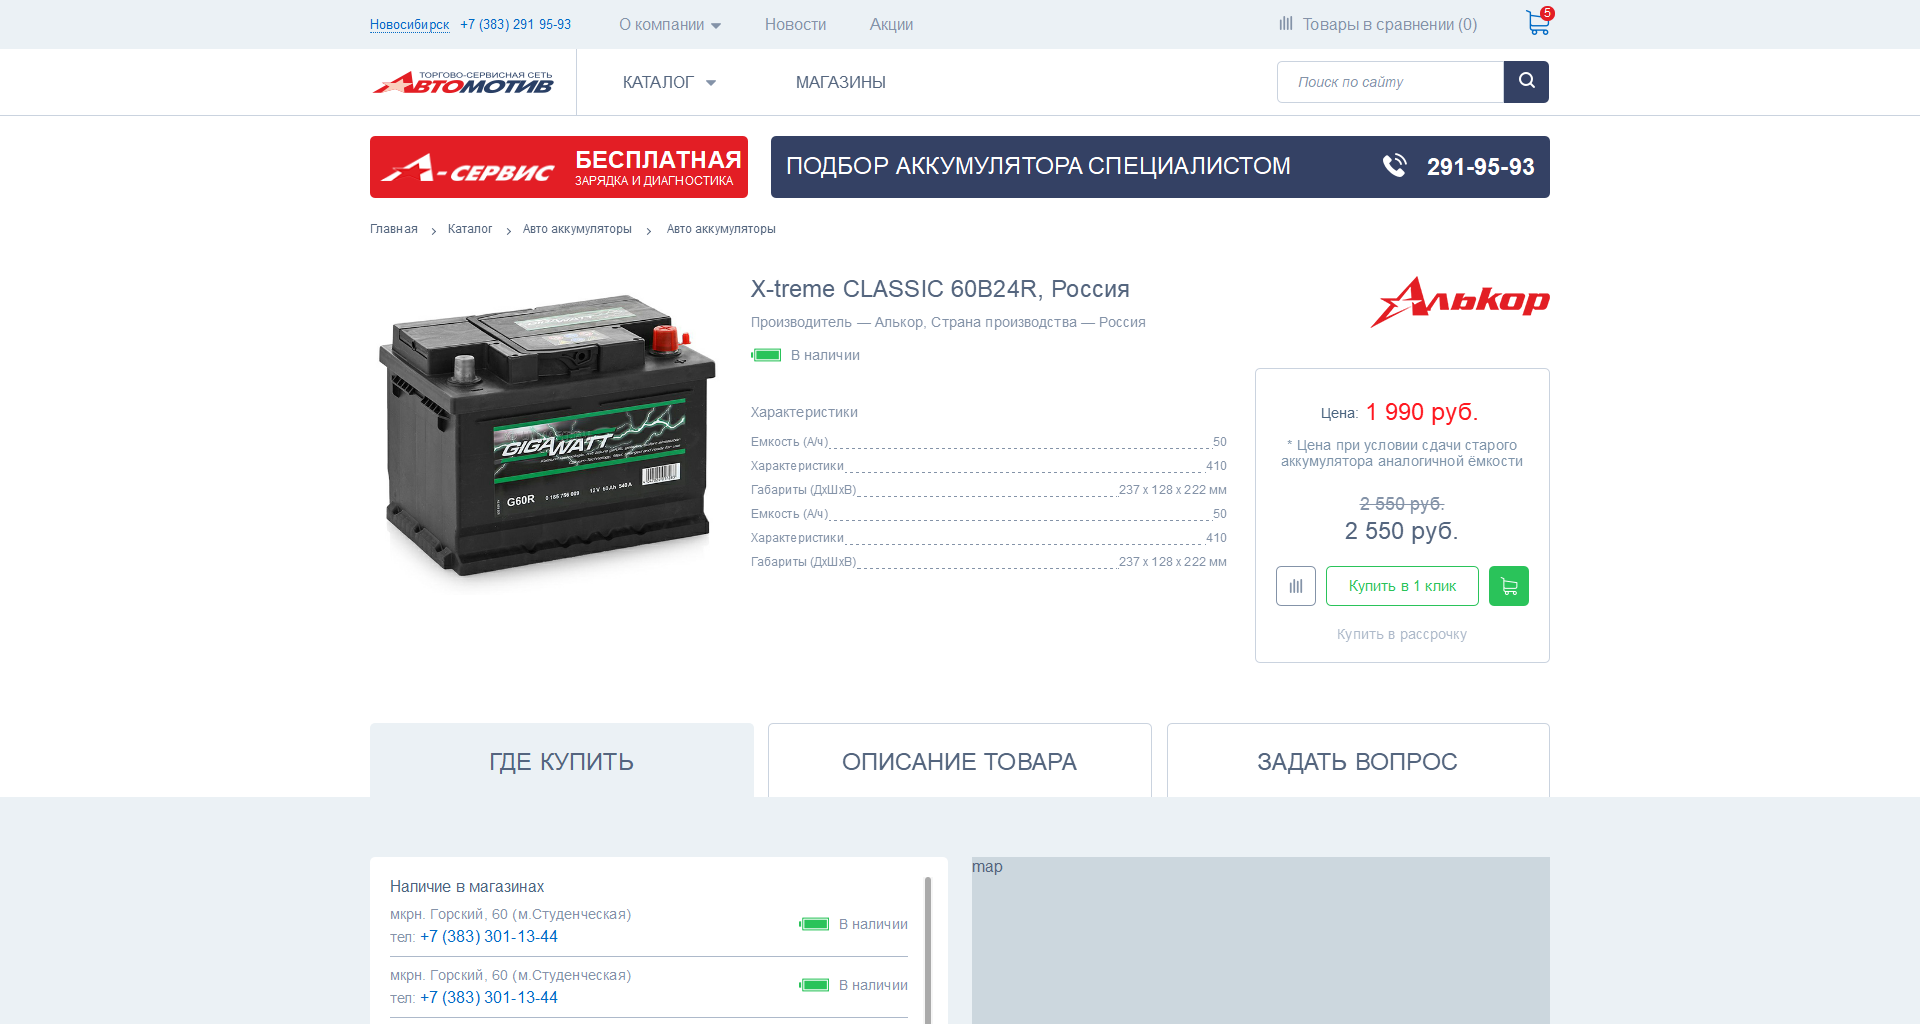 Новосибирск +7 (383) 291 95-93 О компании Новости Акции Товары в сравнении (0) 5
ТОРГОВО-СЕРВИСНАЯ СЕТЬ
АВТОМОТИВ
КАТАЛОГ МАГАЗИНЫ Поиск по сайту
А-СЕРВИС БЕСПЛАТНАЯ
ЗАРЯДКА И ДИАГНОСТИКА
ПОДБОР АККУМУЛЯТОРА СПЕЦИАЛИСТОМ 291-95-93
Главная Каталог Авто аккумуляторы Авто аккумуляторы
GIGAWATT
G60R 0 185 756 009 12V 60Ah 540A
X-treme CLASSIC 60B24R, Россия
Производитель — Алькор, Страна производства — Россия
В наличии
Алькор
Характеристики
Емкость (А/ч) 50
Характеристики 410
Габариты (ДхШхВ) 237 х 128 х 222 мм
Емкость (А/ч) 50
Характеристики 410
Габариты (ДхШхВ) 237 х 128 х 222 мм
Цена: 1 990 руб.
* Цена при условии сдачи старого
аккумулятора аналогичной ёмкости
2 550 руб.
2 550 руб.
Купить в 1 клик
Купить в рассрочку
ГДЕ КУПИТЬ
ОПИСАНИЕ ТОВАРА
ЗАДАТЬ ВОПРОС
Наличие в магазинах
мкрн. Горский, 60 (м.Студенческая)
тел: +7 (383) 301-13-44
В наличии
мкрн. Горский, 60 (м.Студенческая)
тел: +7 (383) 301-13-44
В наличии
map